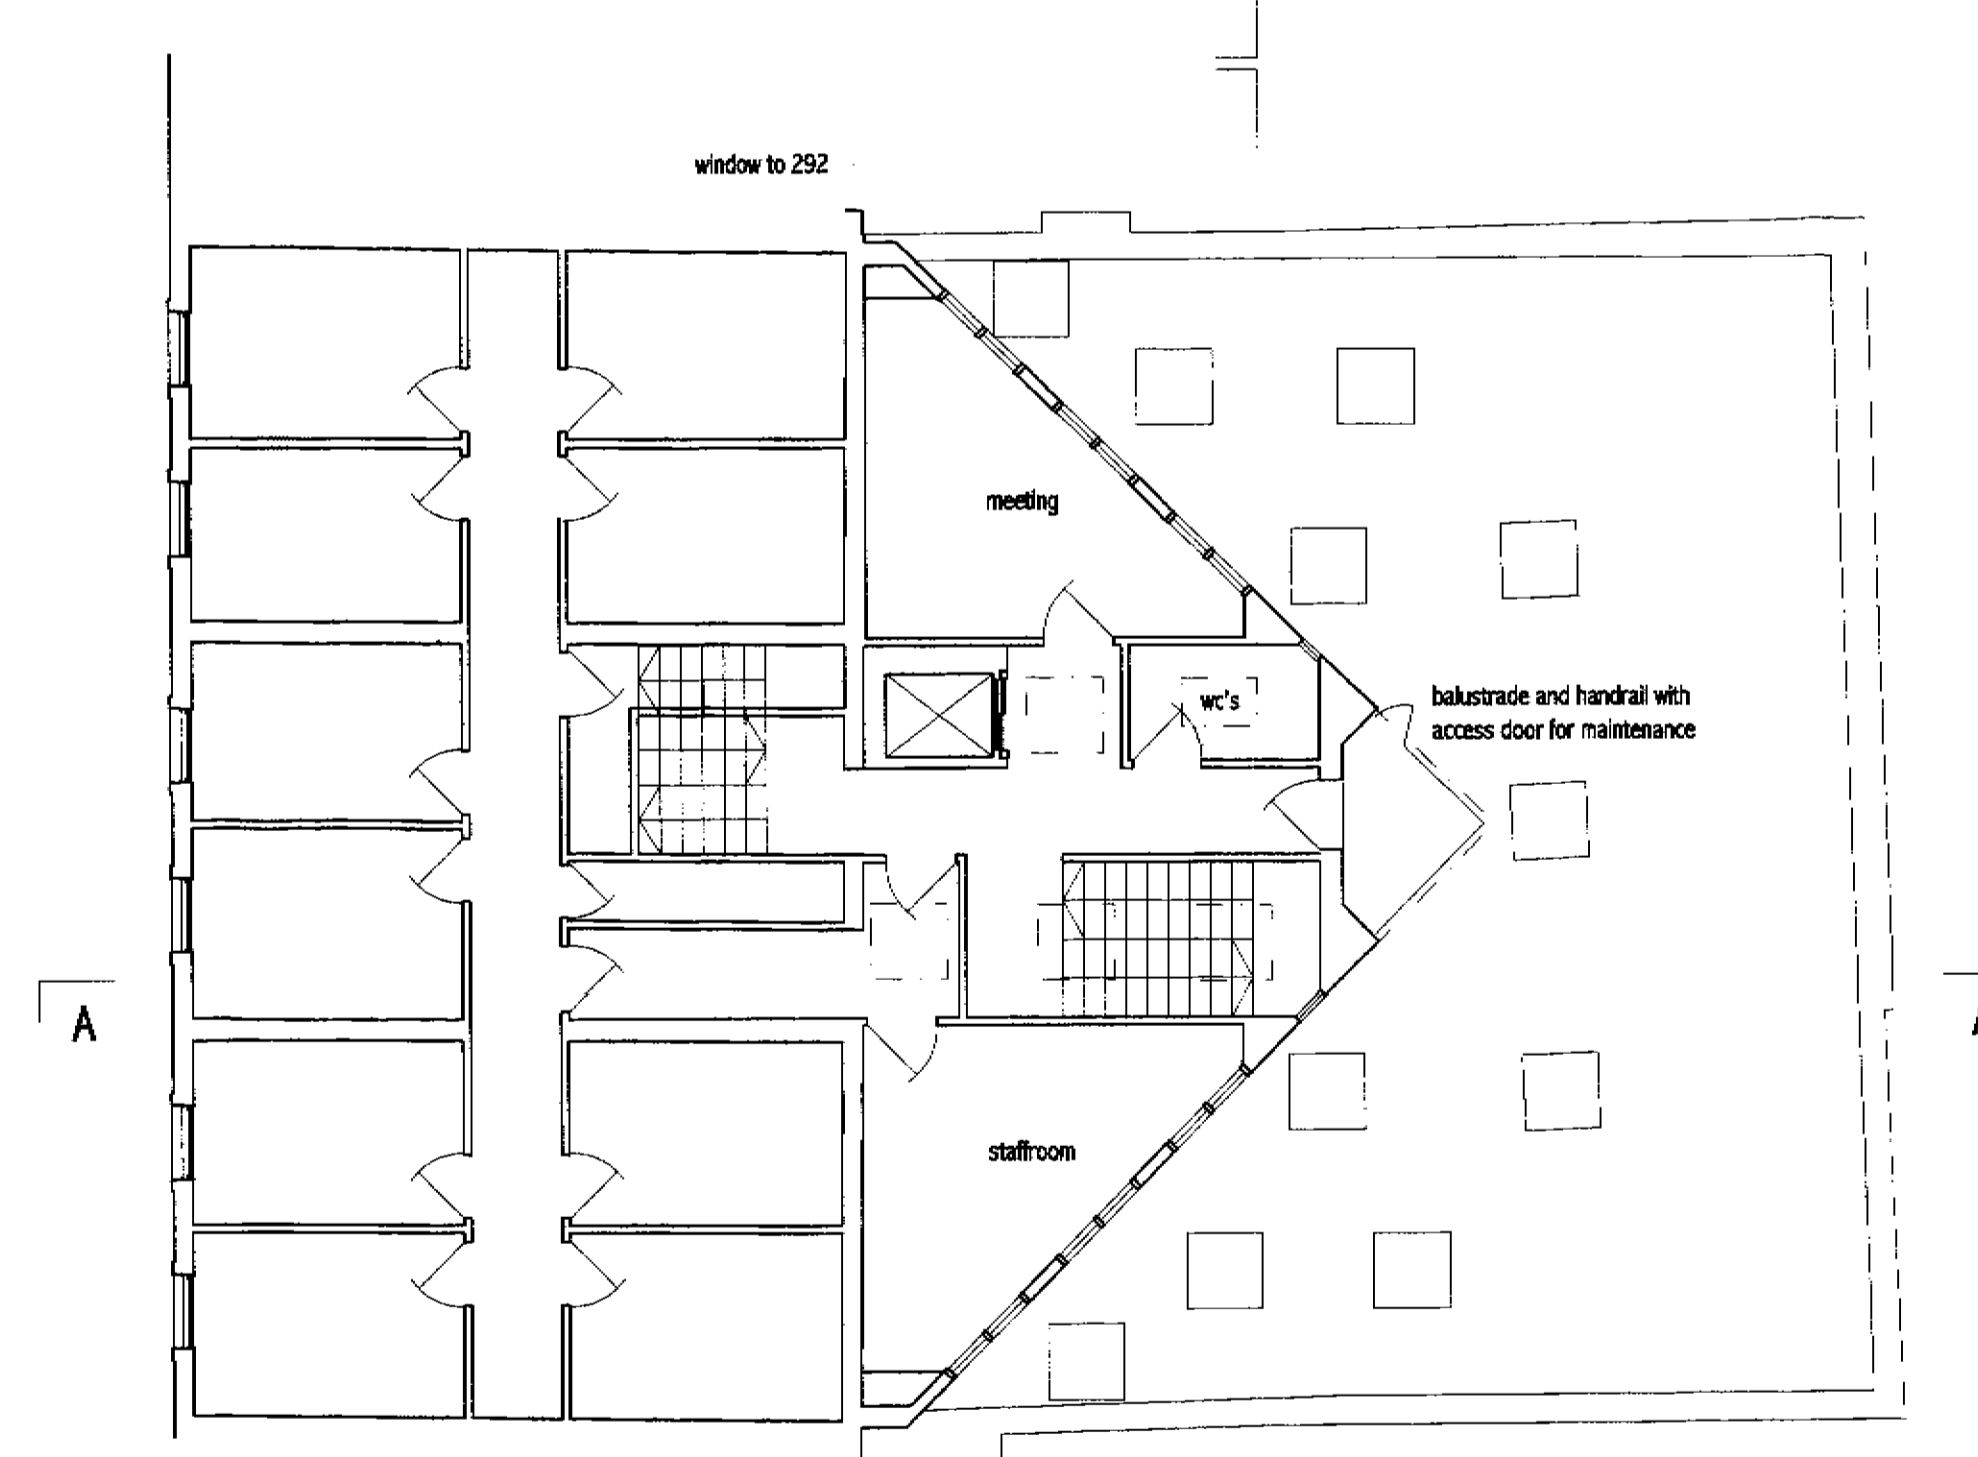 window to 292
meeting
wc's
balustrade and handrail with
access door for maintenance
A
staffroom